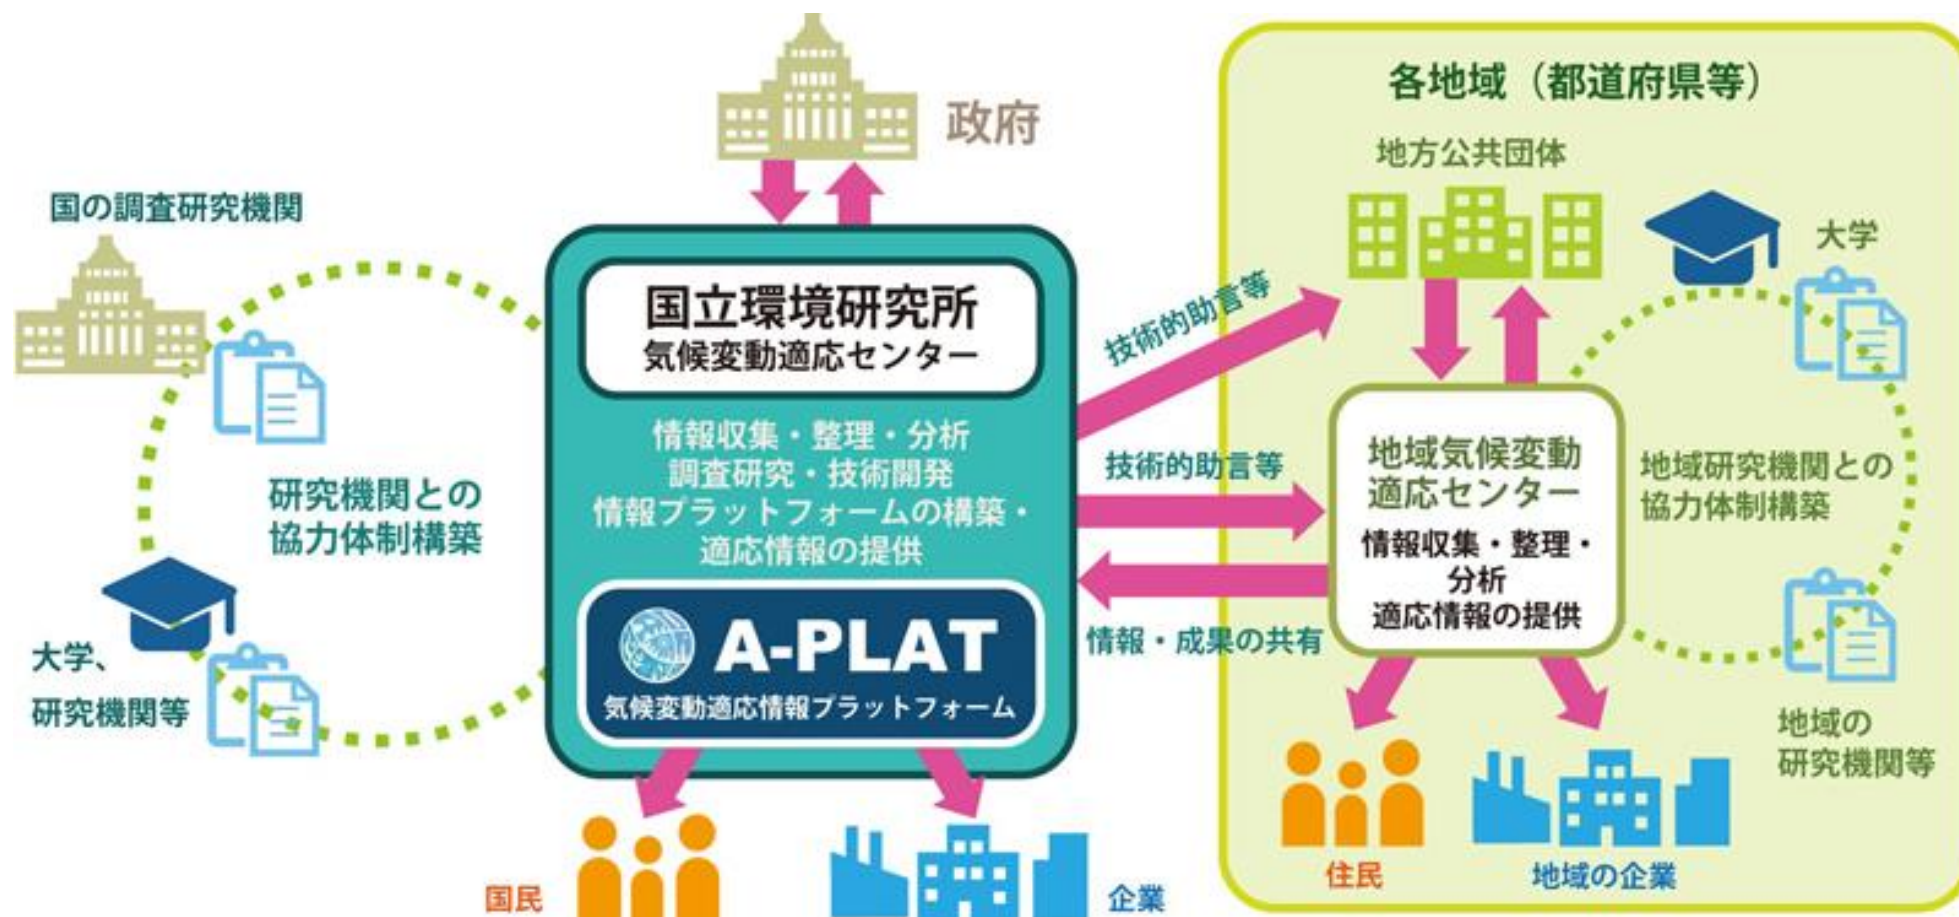 政府
国の調査研究機関
研究機関との
協力体制構築
大学、
研究機関等
国立環境研究所
気候変動適応センター
情報収集・整理・分析
調査研究・技術開発
情報プラットフォームの構築・
適応情報の提供
A-PLAT
気候変動適応情報プラットフォーム
国民
企業
技術的助言等
技術的助言等
情報・成果の共有
各地域（都道府県等）
地方公共団体
大学
地域気候変動
適応センター
情報収集・整理・
分析
適応情報の提供
地域研究機関との
協力体制構築
地域の
研究機関等
住民
地域の企業